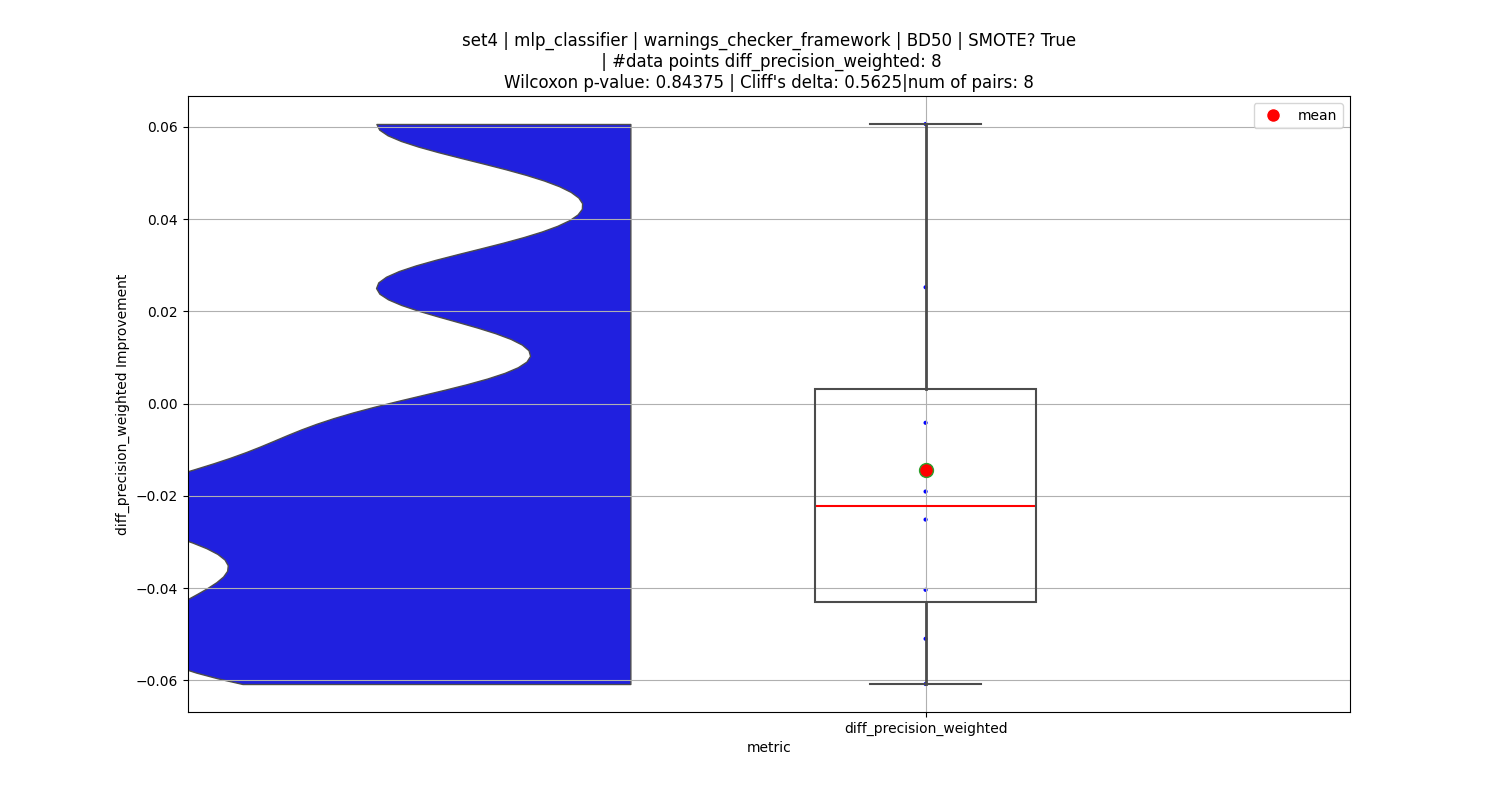 set4 | mlp_classifier | warnings_checker_framework | BD50 | SMOTE? True
| #data points diff_precision_weighted: 8
Wilcoxon p-value: 0.84375 | Cliff's delta: 0.5625|num of pairs: 8
mean
0.06
0.04
0.02
0.00
−0.02
−0.04
−0.06
diff_precision_weighted Improvement
diff_precision_weighted
metric